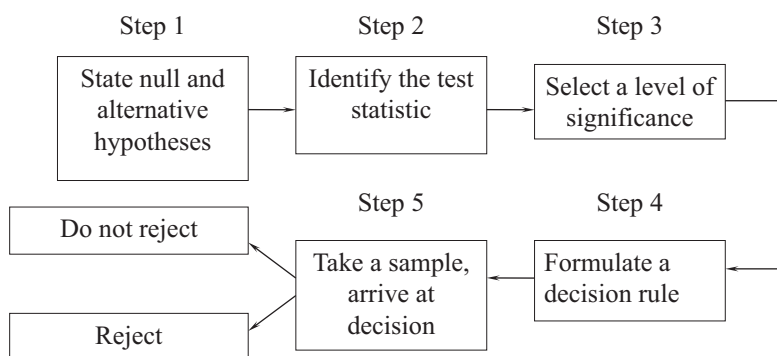 Step 1
State null and
alternative
hypotheses
Step 2
Identify the test
statistic
Step 3
Select a level of
significance
Step 4
Formulate a
decision rule
Step 5
Take a sample,
arrive at
decision
Do not reject
Reject